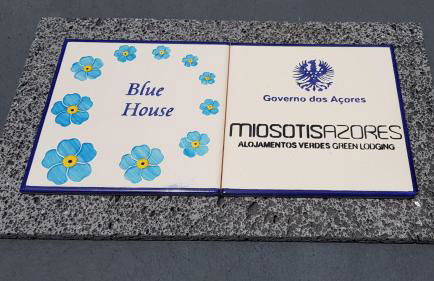 Blue
House
Governo dos Açores
MIOSOTISAZORES
ALOJAMENTOS VERDES GREEN LODGING